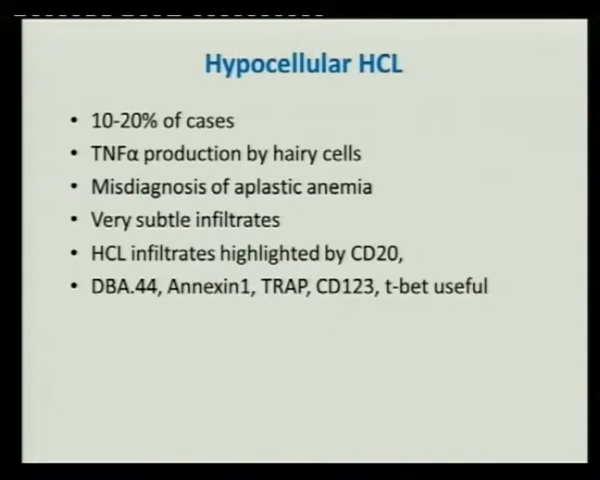 Hypocellular HCL
• 10-20% of cases
• TNFα production by hairy cells
• Misdiagnosis of aplastic anemia
• Very subtle infiltrates
• HCL infiltrates highlighted by CD20,
• DBA.44, Annexin1, TRAP, CD123, t-bet useful